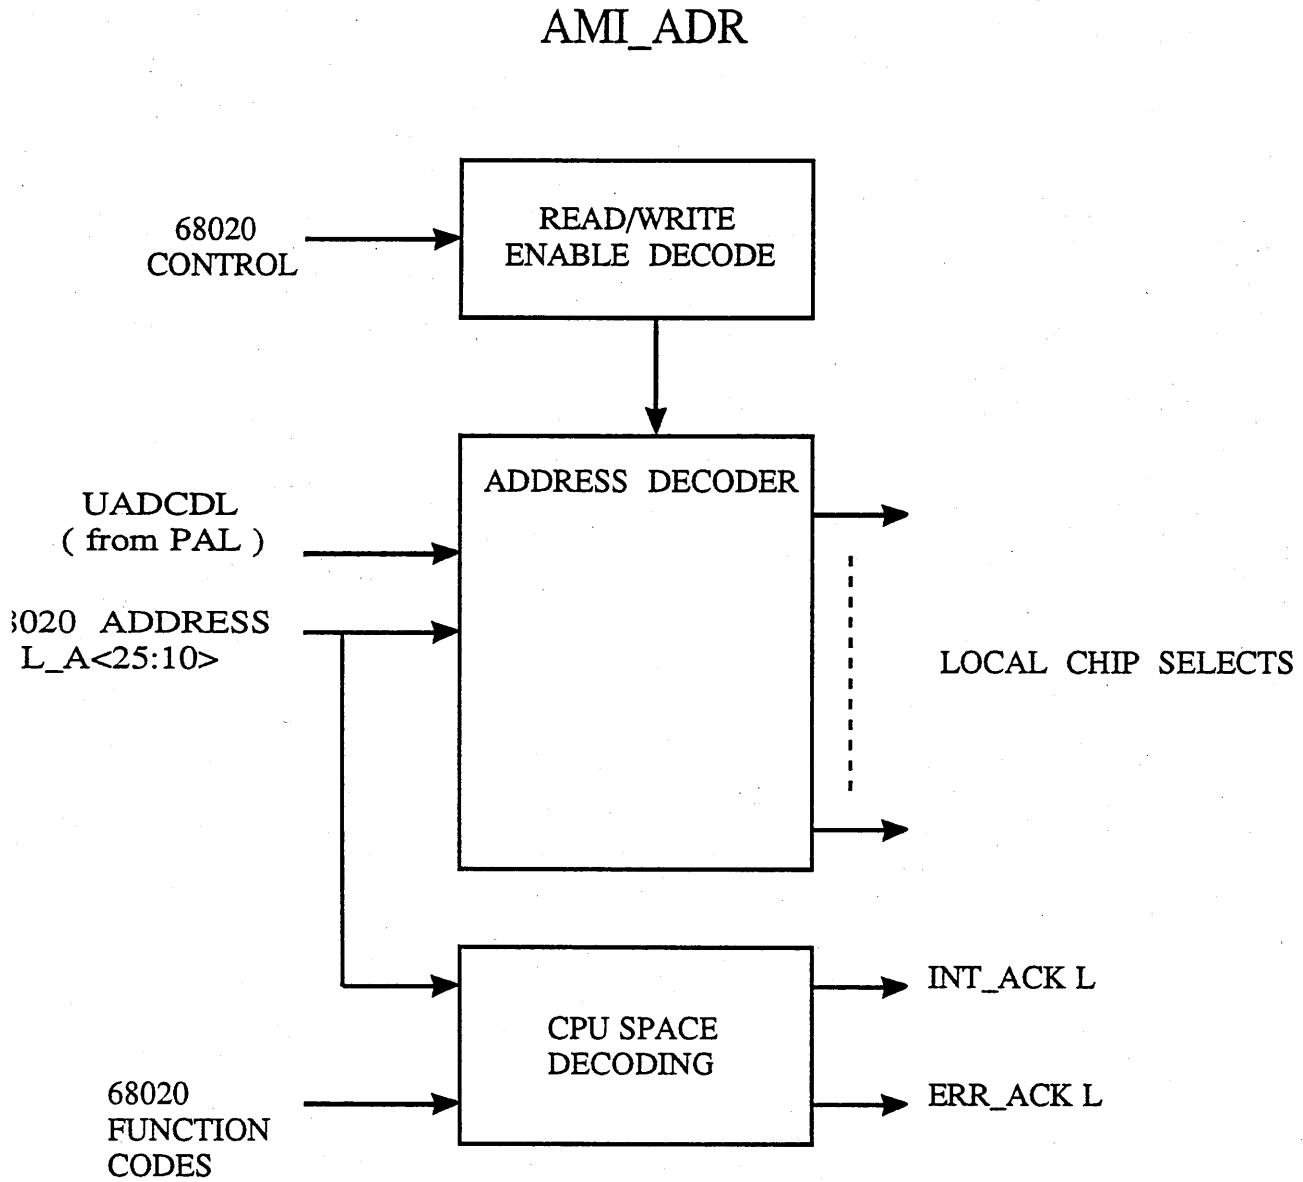 AMI_ADR
68020
CONTROL
READ/WRITE
ENABLE DECODE
UADCDL
( from PAL )
ADDRESS DECODER
8020 ADDRESS
L_A<25:10>
LOCAL CHIP SELECTS
CPU SPACE
DECODING
INT_ACK L
ERR_ACK L
68020
FUNCTION
CODES